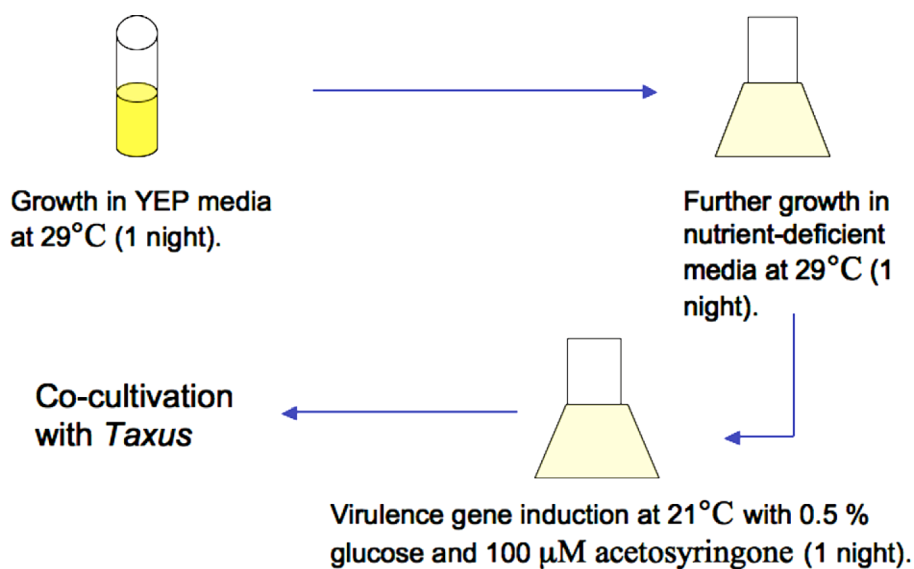 Growth in YEP media
at 29°C (1 night).
Further growth in
nutrient-deficient
media at 29°C (1
night).
Co-cultivation
with Taxus
Virulence gene induction at 21°C with 0.5 %
glucose and 100 μM acetosyringone (1 night).